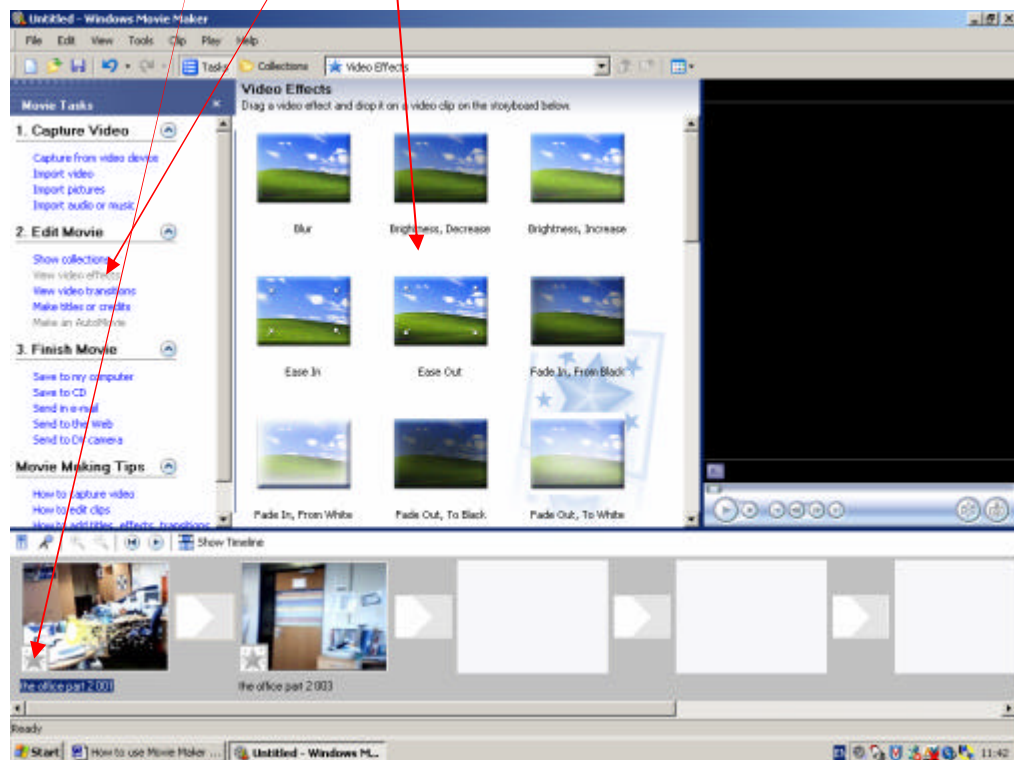 Untitled - Windows Movie Maker
File Edit View Tools Clip Play Help
Tasks Collections Video Effects
Movie Tasks
1. Capture Video
Capture from video device
Import video
Import pictures
Import audio or music
2. Edit Movie
Show collections
View video effects
View video transitions
Make titles or credits
Make an AutoMovie
3. Finish Movie
Save to my computer
Save to CD
Send in e-mail
Send to the Web
Send to DV camera
Movie Making Tips
How to capture video
How to edit clips
How to add titles, effects, transitions
Video Effects
Drag a video effect and drop it on a video clip on the storyboard below.
Blur
Brightness, Decrease
Brightness, Increase
Ease In
Ease Out
Fade In, From Black
Fade In, From White
Fade Out, To Black
Fade Out, To White
Show Timeline
the office part 2 001
the office part 2 003
Ready
Start How to use Movie Maker ... Untitled - Windows M... 11:42